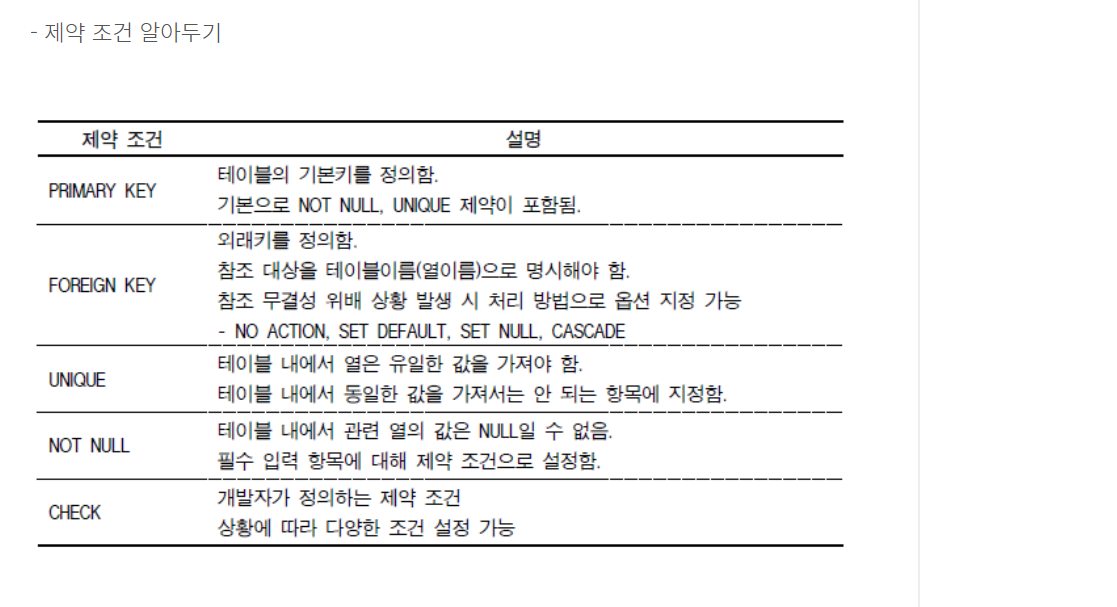 - 제약 조건 알아두기
제약 조건 설명
PRIMARY KEY
테이블의 기본키를 정의함.
기본으로 NOT NULL, UNIQUE 제약이 포함됨.
FOREIGN KEY
외래키를 정의함.
참조 대상을 테이블이름(열이름)으로 명시해야 함.
참조 무결성 위배 상황 발생 시 처리 방법으로 옵션 지정 가능
- NO ACTION, SET DEFAULT, SET NULL, CASCADE
UNIQUE
테이블 내에서 열은 유일한 값을 가져야 함.
테이블 내에서 동일한 값을 가져서는 안 되는 항목에 지정함.
NOT NULL
테이블 내에서 관련 열의 값은 NULL일 수 없음.
필수 입력 항목에 대해 제약 조건으로 설정함.
CHECK
개발자가 정의하는 제약 조건
상황에 따라 다양한 조건 설정 가능